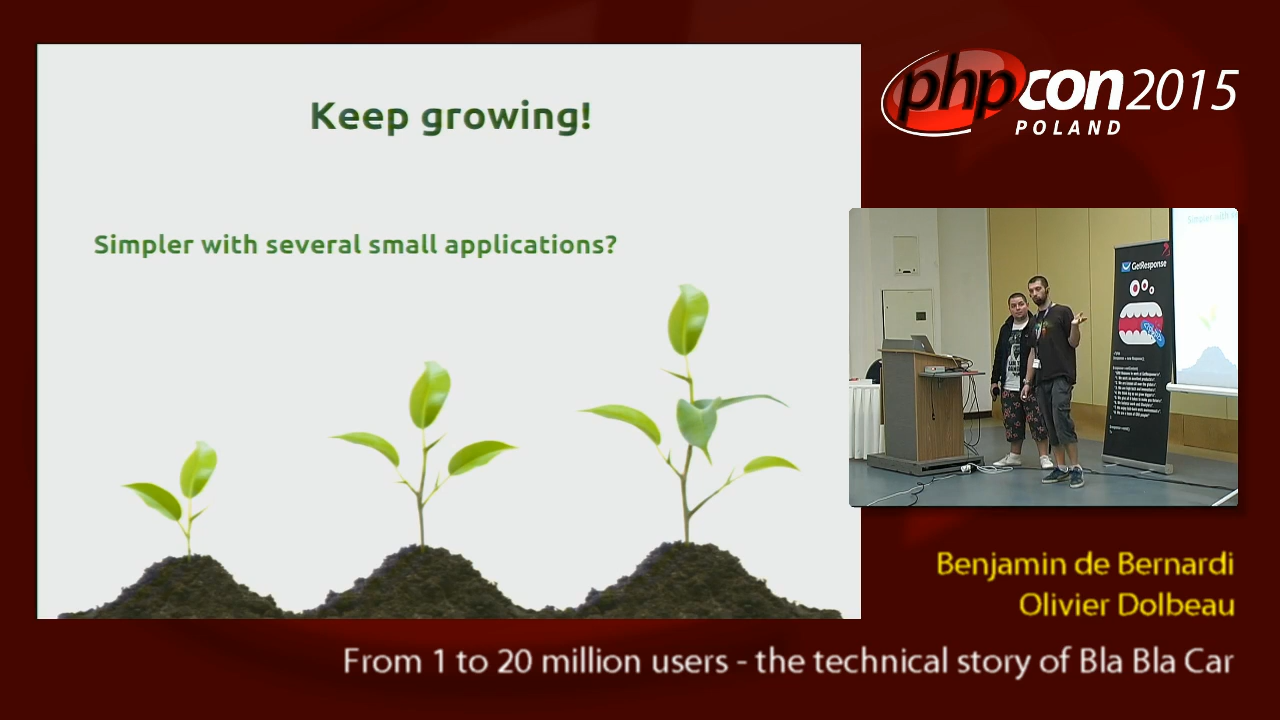 Keep growing!
Simpler with several small applications?
phpcon2015
POLAND
GetResponse
Benjamin de Bernardi
Olivier Dolbeau
From 1 to 20 million users - the technical story of Bla Bla Car